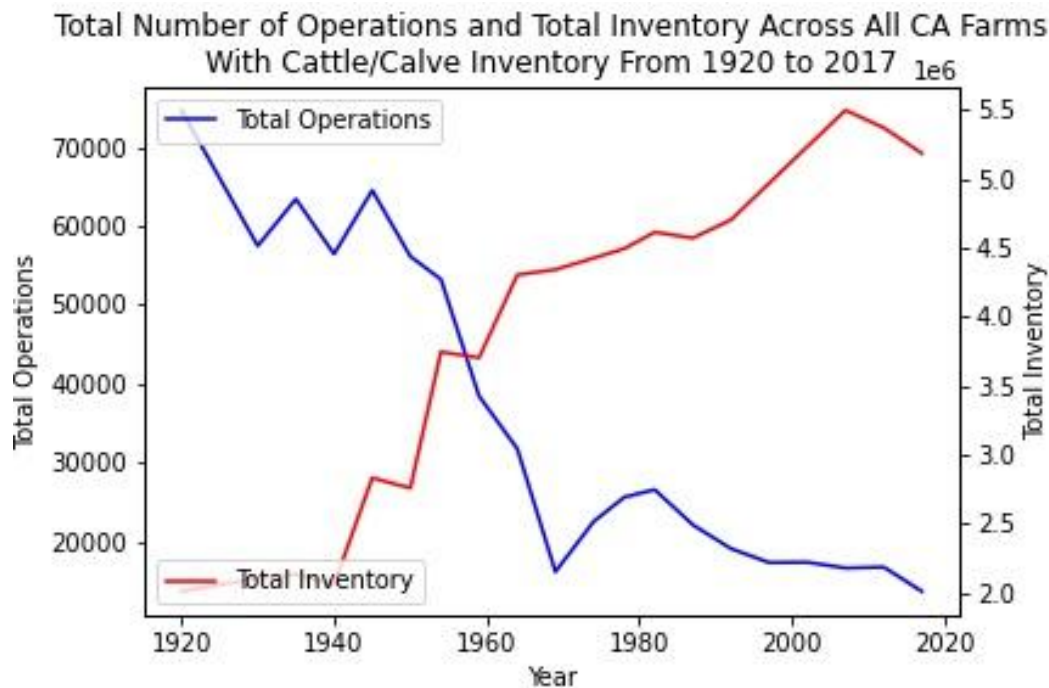 Total Number of Operations and Total Inventory Across All CA Farms
With Cattle/Calve Inventory From 1920 to 2017
1e6
Total Operations
Total Inventory
70000
60000
50000
40000
30000
20000
Total Operations
5.5
5.0
4.5
4.0
3.5
3.0
2.5
2.0
Total Inventory
1920
1940
1960
1980
2000
2020
Year